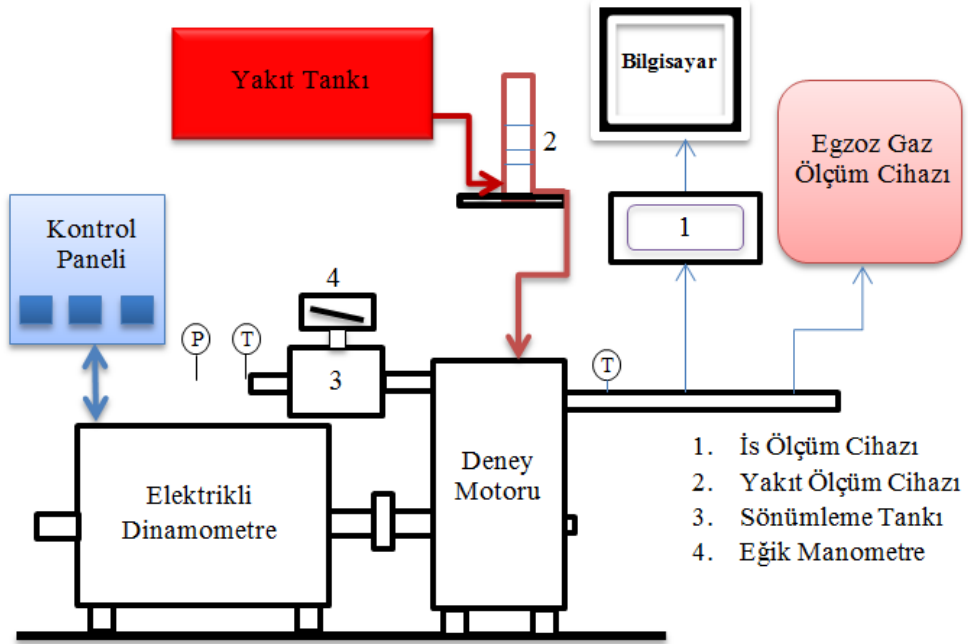 Yakıt Tankı
2
Bilgisayar
Egzoz Gaz
Ölçüm Cihazı
1
Kontrol
Paneli
4
P
T
3
T
Deney
Motoru
Elektrikli
Dinamometre
1. İs Ölçüm Cihazı
2. Yakıt Ölçüm Cihazı
3. Sönümleme Tankı
4. Eğik Manometre